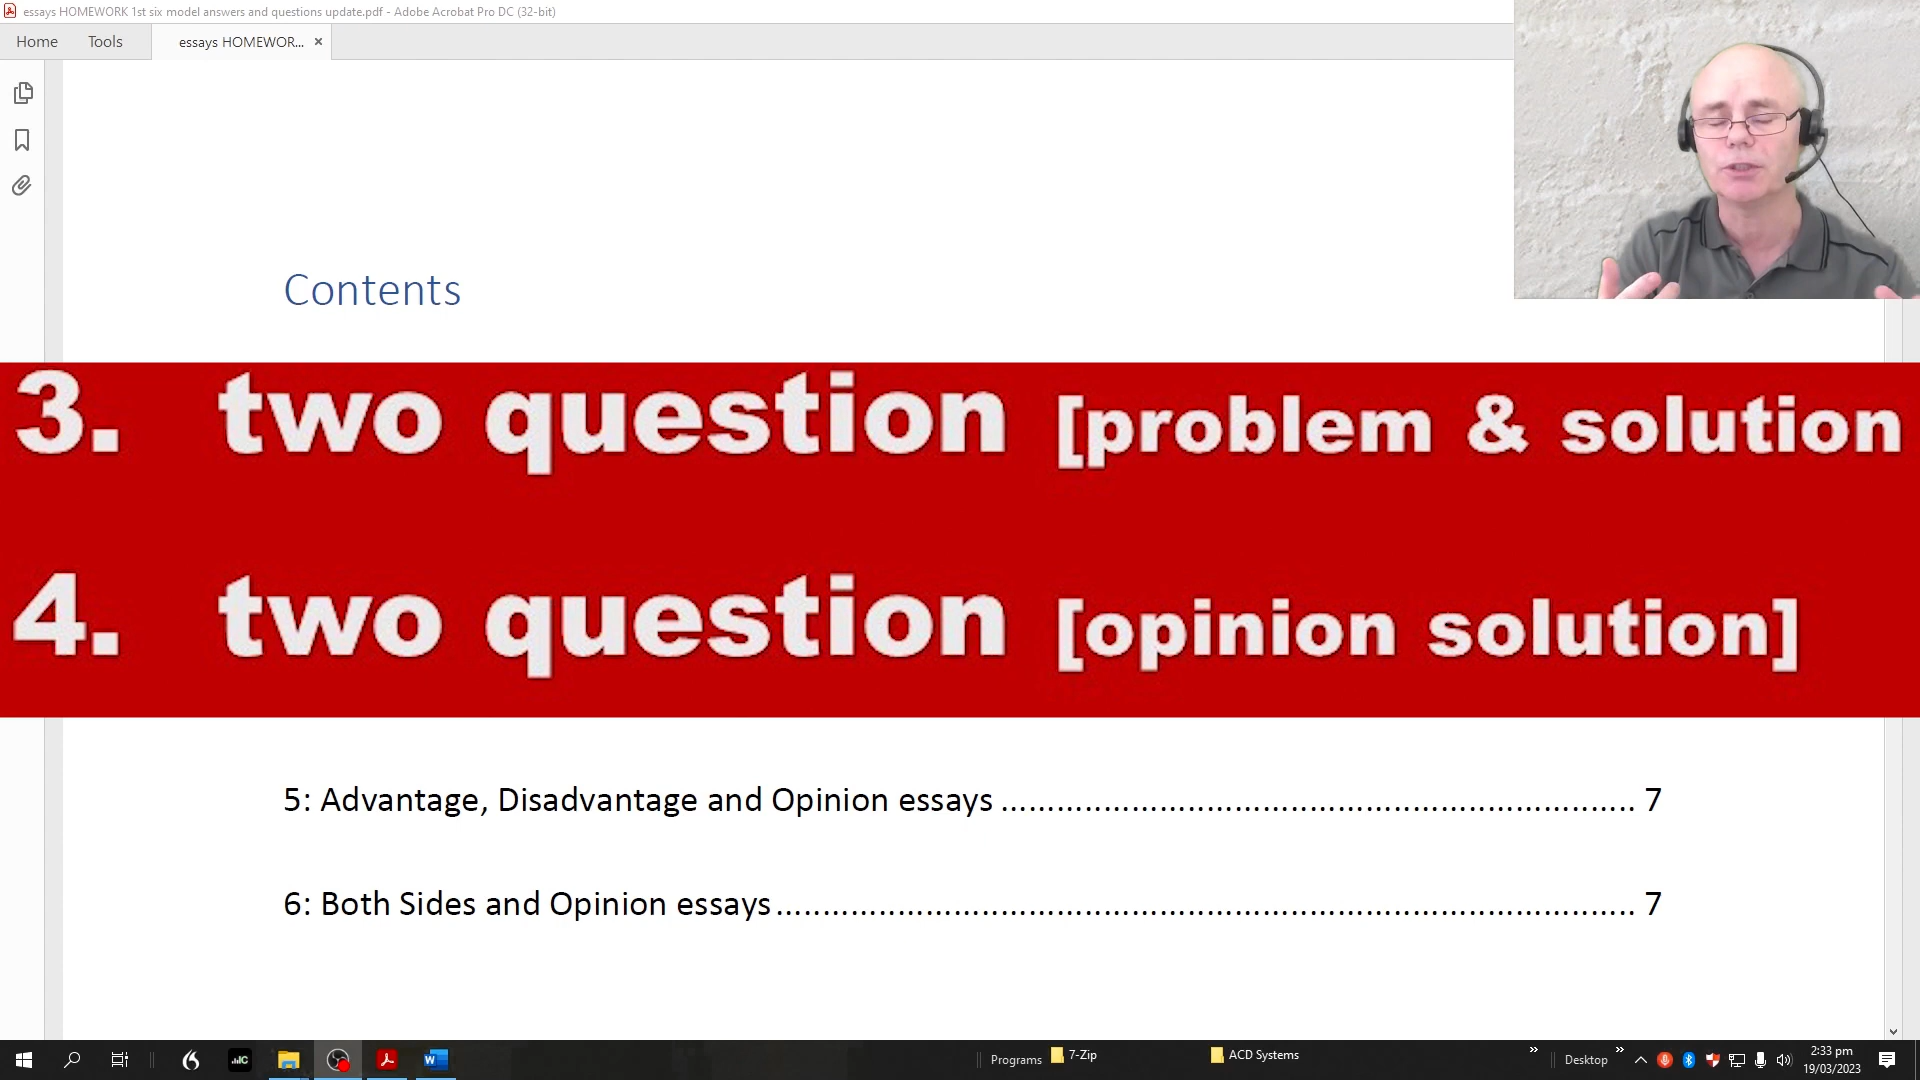 essays HOMEWORK 1st six model answers and questions update.pdf - Adobe Acrobat Pro DC (32-bit)
Home Tools essays HOMEWOR... ×
Contents
3. two question [problem & solution
4. two question [opinion solution]
5: Advantage, Disadvantage and Opinion essays ........................................................................ 7
6: Both Sides and Opinion essays ........................................................................ 7
Programs 7-Zip ACD Systems » Desktop » 2:33 pm
19/03/2023